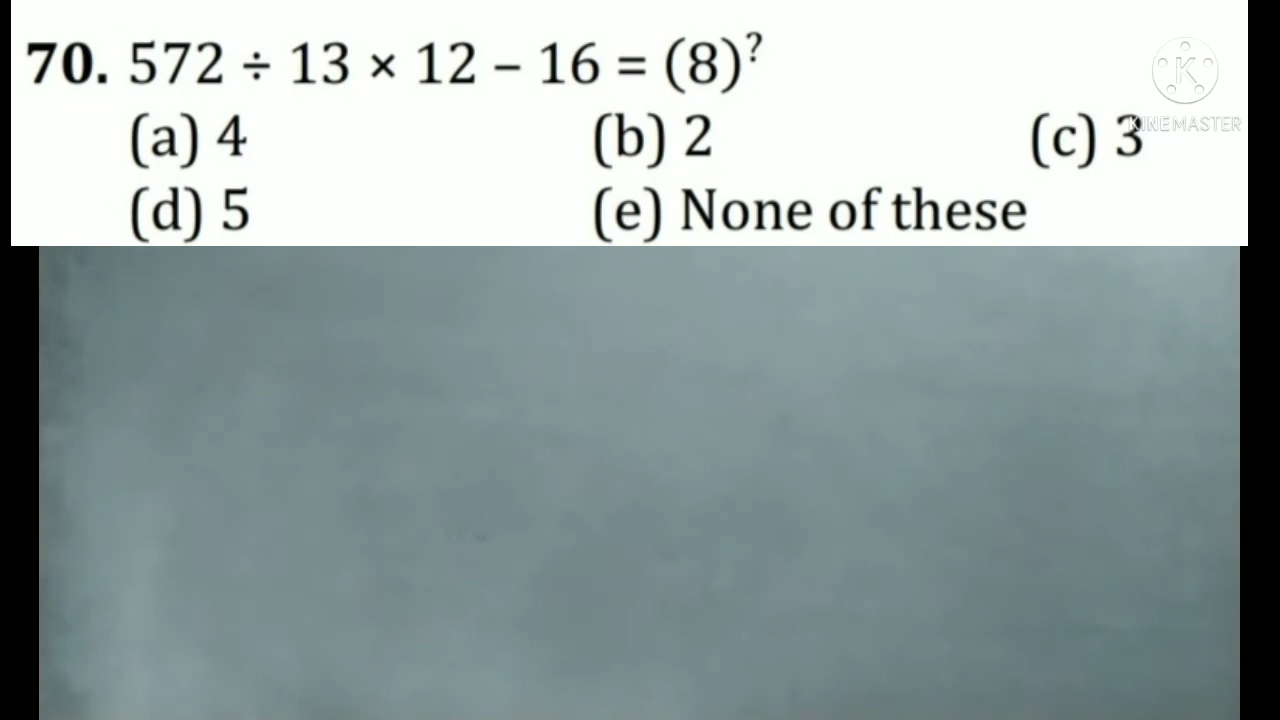 70. 572 ÷ 13 × 12 – 16 = (8)^?
(a) 4 (b) 2 (c) 3
(d) 5 (e) None of these
KINEMASTER